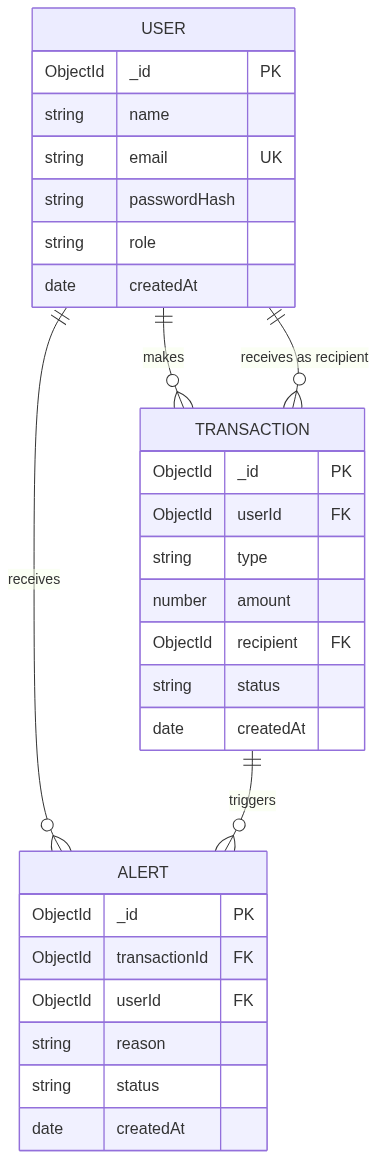 USER
ObjectId _id PK
string name
string email UK
string passwordHash
string role
date createdAt
makes
receives as recipient
TRANSACTION
ObjectId _id PK
ObjectId userId FK
string type
number amount
ObjectId recipient FK
string status
date createdAt
receives
triggers
ALERT
ObjectId _id PK
ObjectId transactionId FK
ObjectId userId FK
string reason
string status
date createdAt